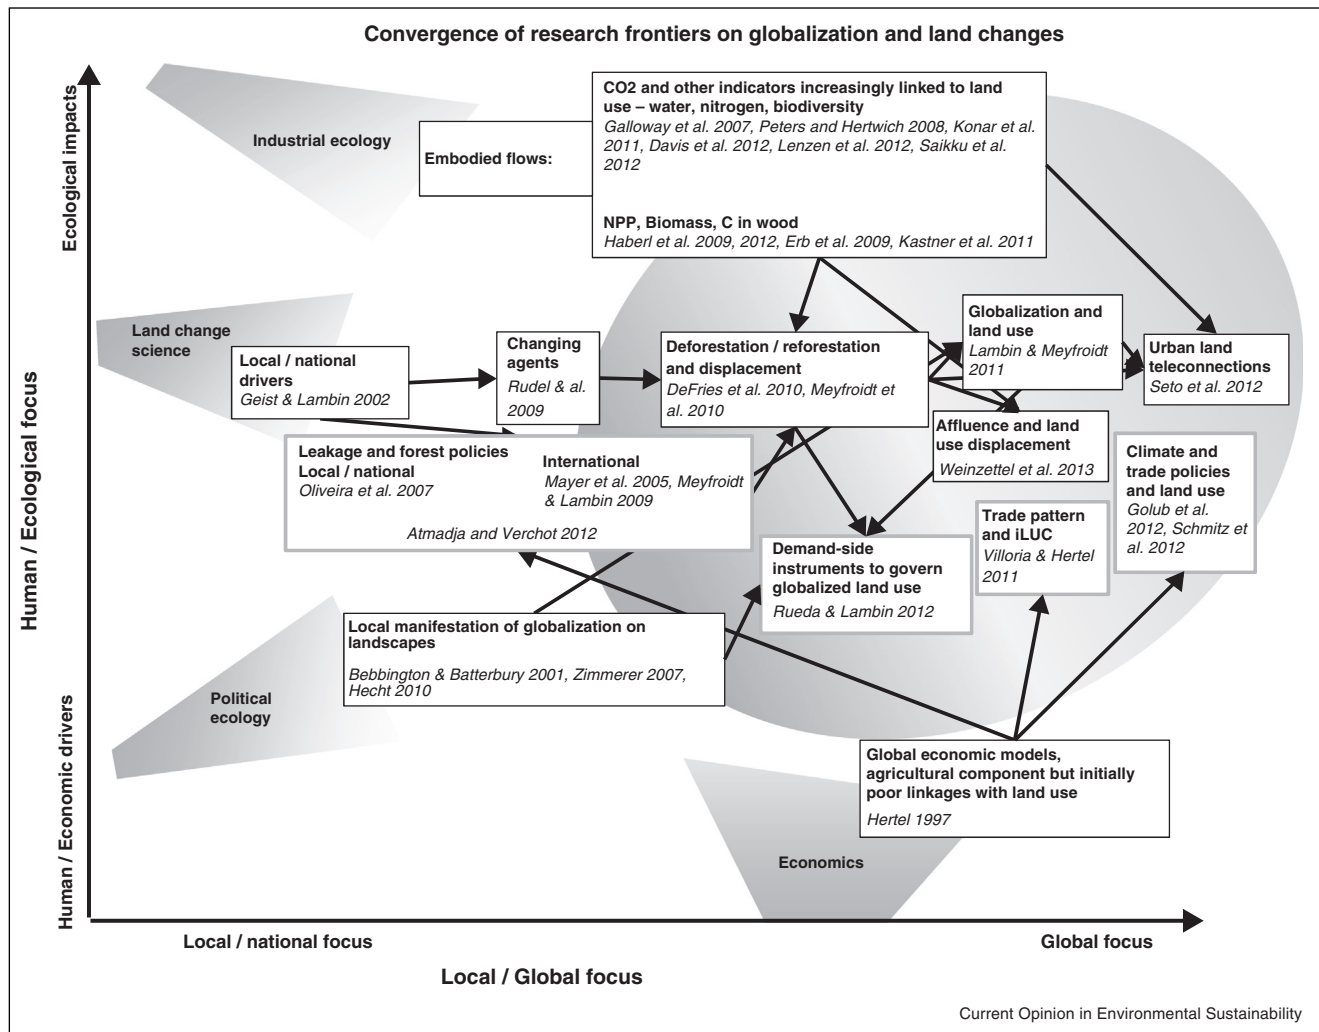 Convergence of research frontiers on globalization and land changes
Ecological impacts
Human / Ecological focus
Human / Economic drivers
Industrial ecology
Embodied flows:
CO2 and other indicators increasingly linked to land
use – water, nitrogen, biodiversity
Galloway et al. 2007, Peters and Hertwich 2008, Konar et al.
2011, Davis et al. 2012, Lenzen et al. 2012, Saikku et al.
2012
NPP, Biomass, C in wood
Haberl et al. 2009, 2012, Erb et al. 2009, Kastner et al. 2011
Land change
science
Local / national
drivers
Geist & Lambin 2002
Changing
agents
Rudel & al.
2009
Deforestation / reforestation
and displacement
DeFries et al. 2010, Meyfroidt et
al. 2010
Globalization and
land use
Lambin & Meyfroidt
2011
Urban land
teleconnections
Seto et al. 2012
Affluence and land
use displacement
Weinzettel et al. 2013
Leakage and forest policies
Local / national
Oliveira et al. 2007
International
Mayer et al. 2005, Meyfroidt
& Lambin 2009
Atmadja and Verchot 2012
Climate and
trade policies
and land use
Golub et al.
2012, Schmitz et
al. 2012
Trade pattern
and iLUC
Villoria & Hertel
2011
Demand-side
instruments to govern
globalized land use
Rueda & Lambin 2012
Local manifestation of globalization on
landscapes
Bebbington & Batterbury 2001, Zimmerer 2007,
Hecht 2010
Political
ecology
Global economic models,
agricultural component but initially
poor linkages with land use
Hertel 1997
Economics
Local / national focus
Global focus
Local / Global focus
Current Opinion in Environmental Sustainability